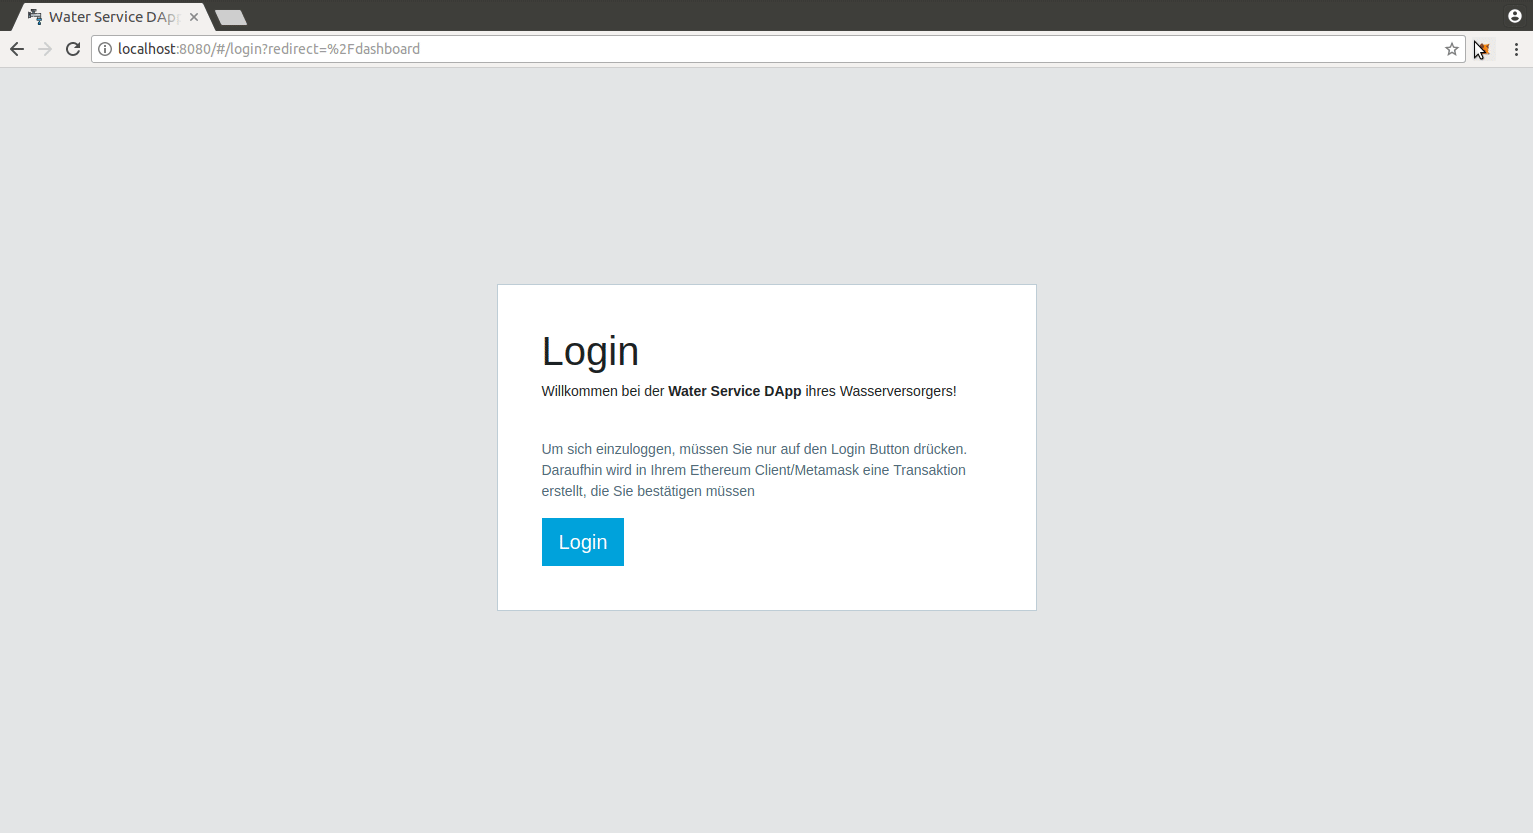 Water Service DApp
localhost:8080/#/login?redirect=%2Fdashboard
Login
Willkommen bei der Water Service DApp ihres Wasserversorgers!
Um sich einzuloggen, müssen Sie nur auf den Login Button drücken.
Daraufhin wird in Ihrem Ethereum Client/Metamask eine Transaktion
erstellt, die Sie bestätigen müssen
Login